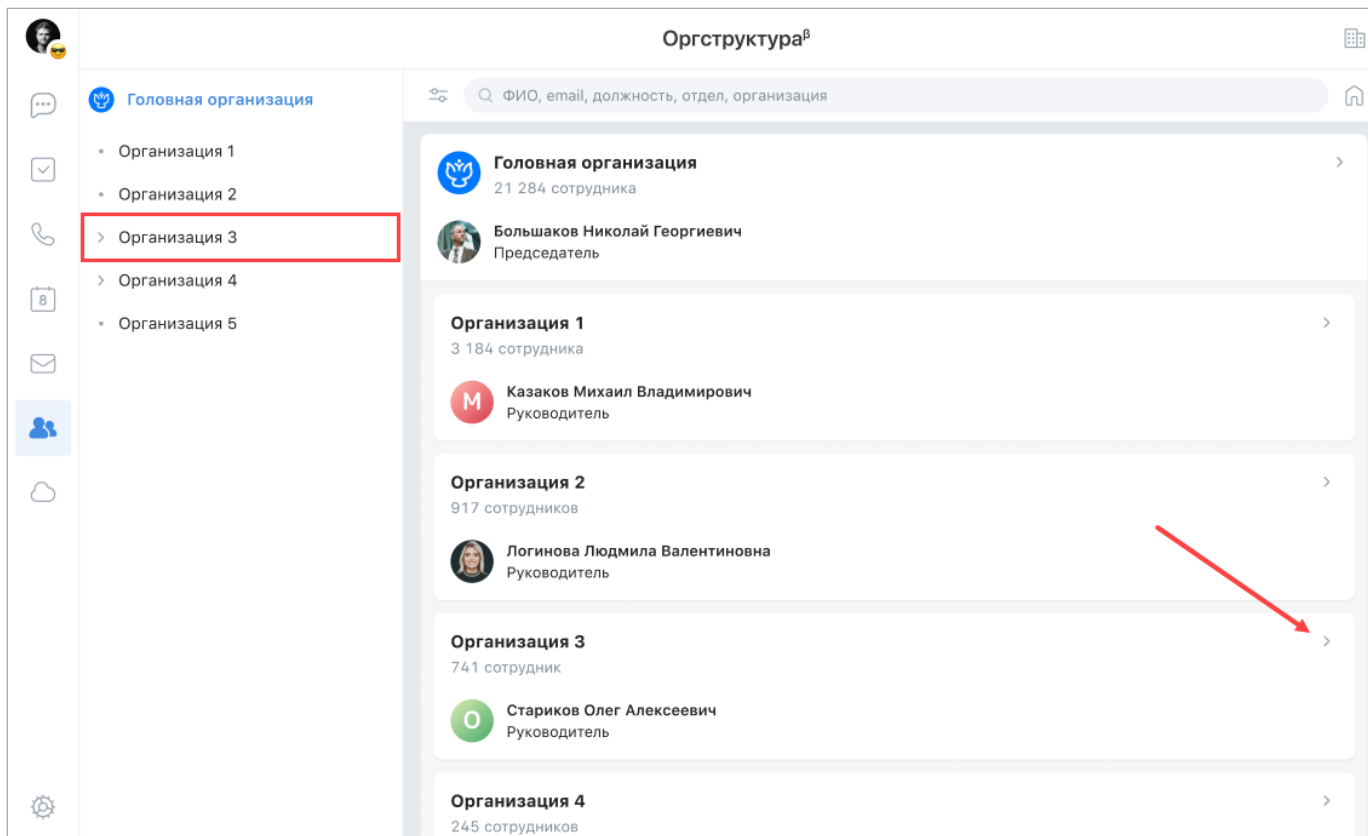 Оргструктураᵝ
8
Головная организация
Организация 1
Организация 2
Организация 3
Организация 4
Организация 5
ФИО, email, должность, отдел, организация
Головная организация
21 284 сотрудника
Большаков Николай Георгиевич
Председатель
Организация 1
3 184 сотрудника
М
Казаков Михаил Владимирович
Руководитель
Организация 2
917 сотрудников
Логинова Людмила Валентиновна
Руководитель
Организация 3
741 сотрудник
О
Стариков Олег Алексеевич
Руководитель
Организация 4
245 сотрудников